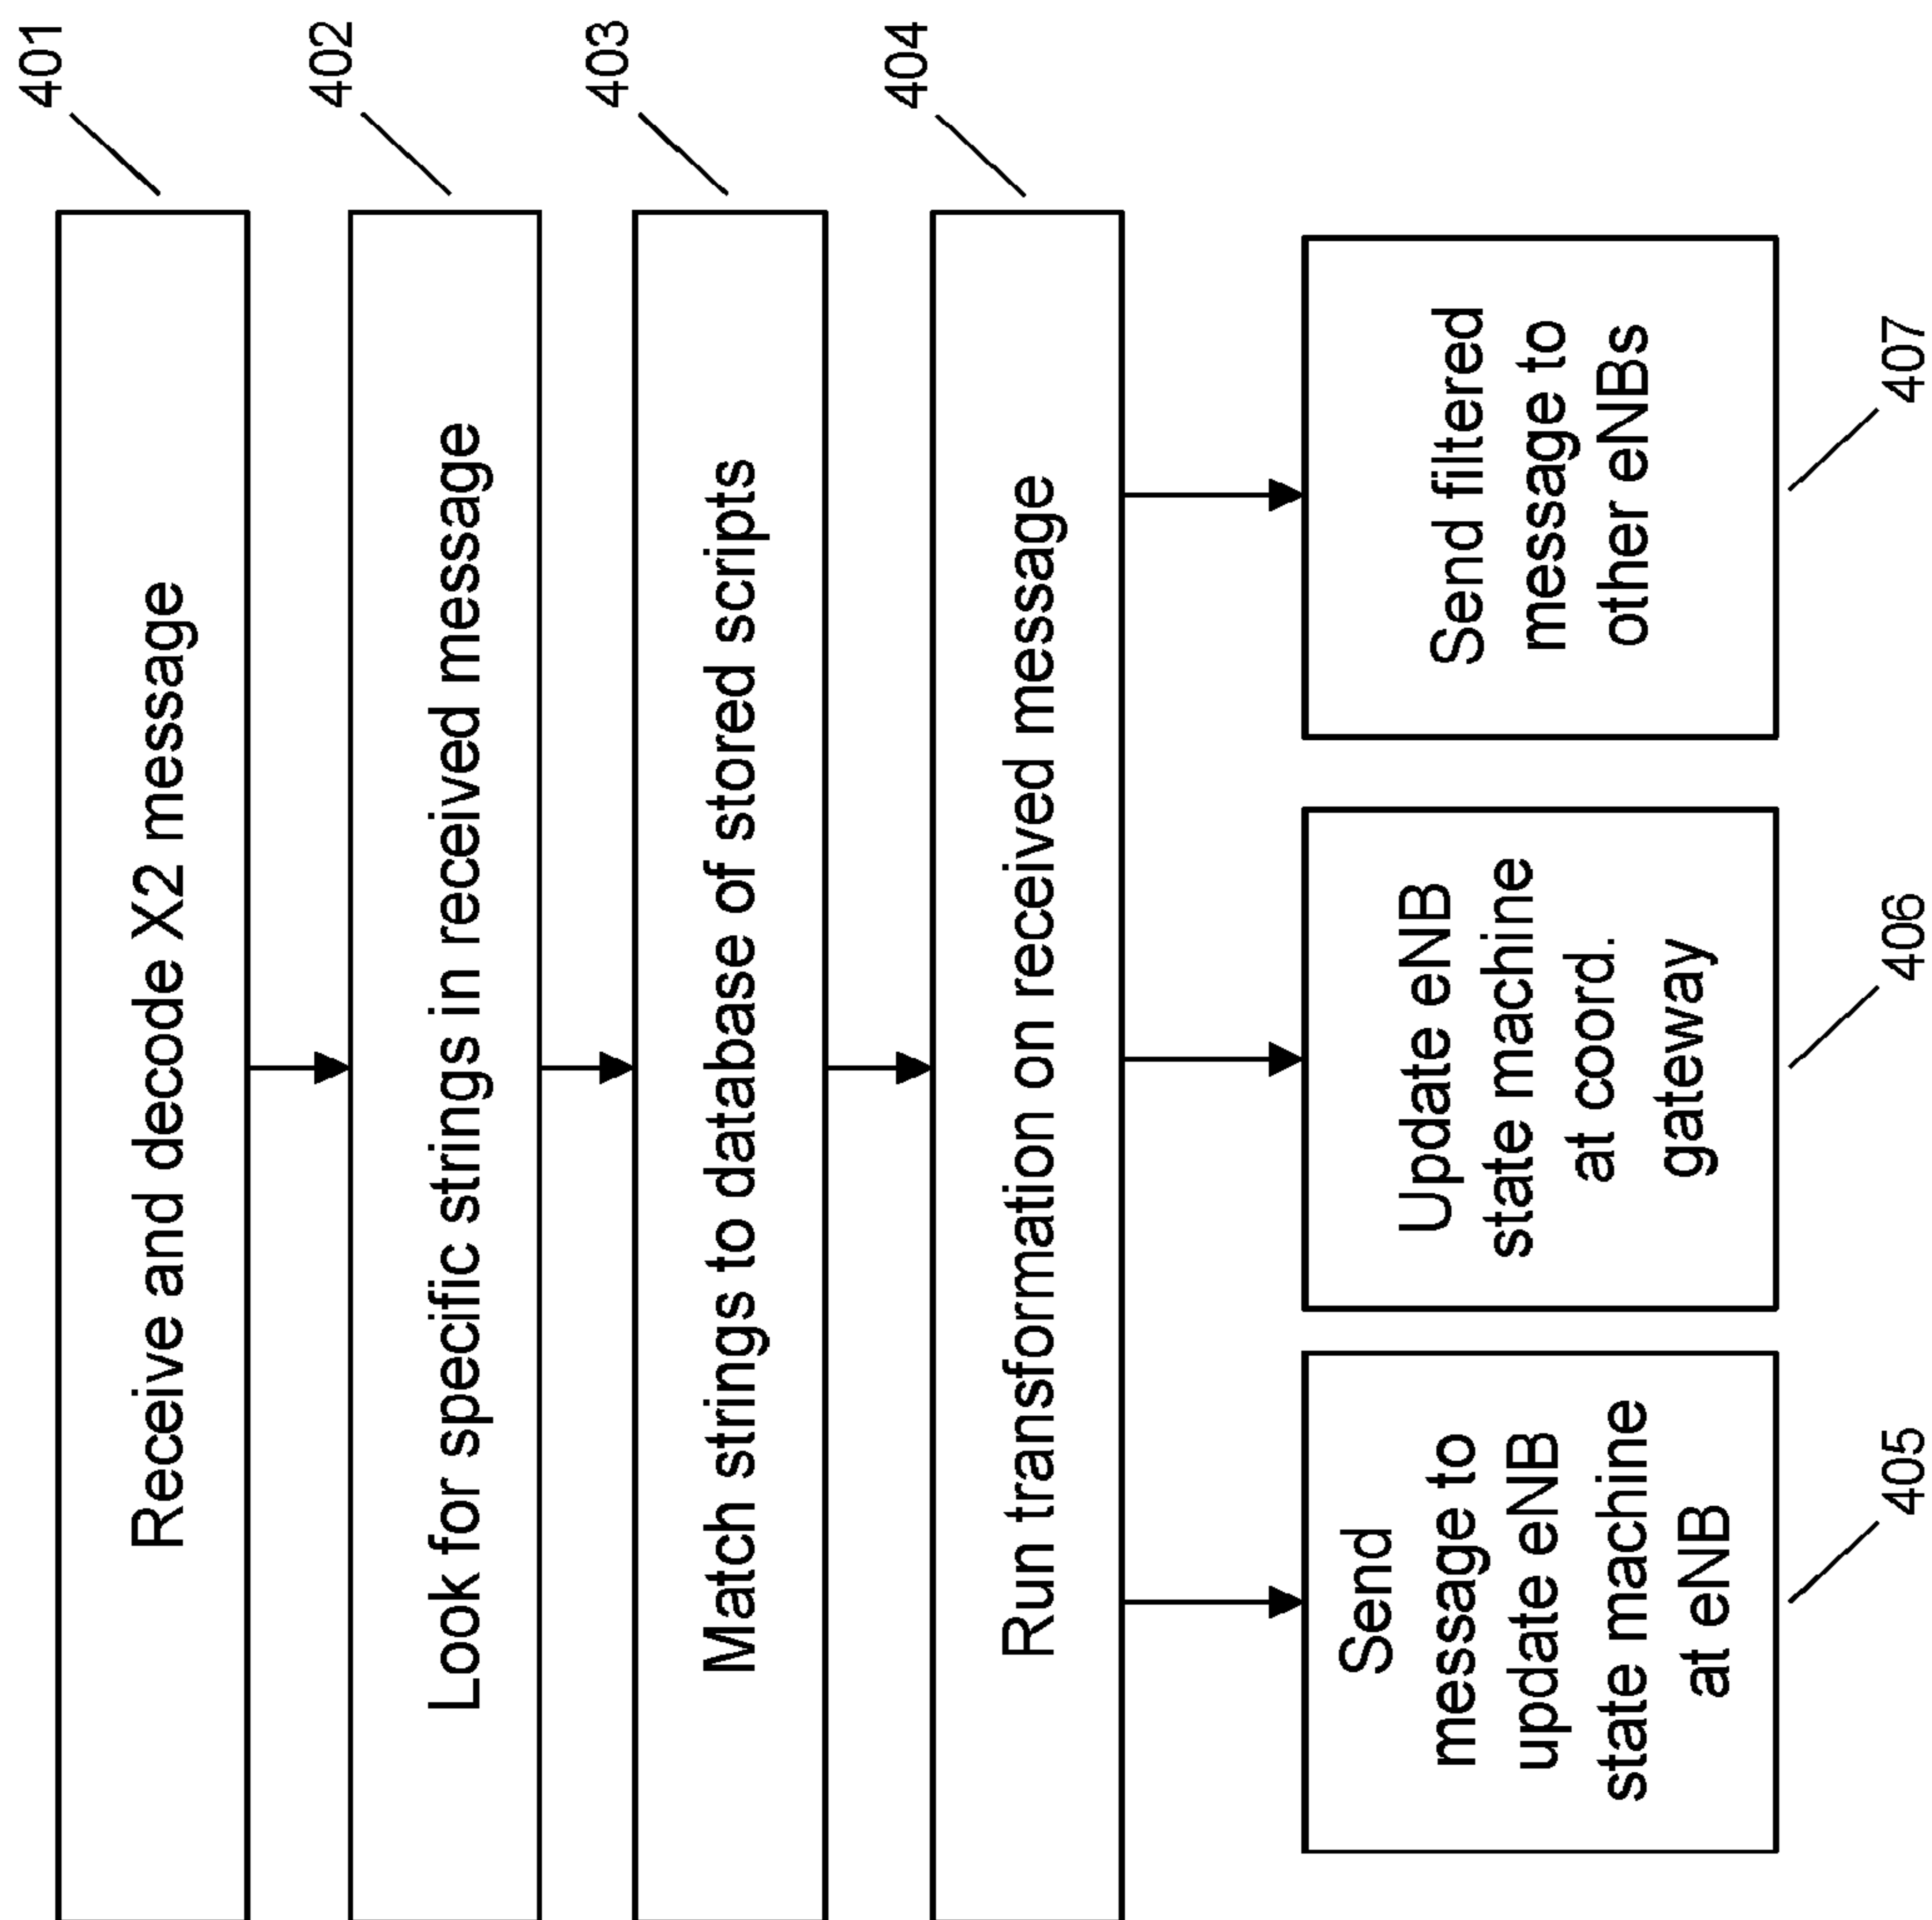 Receive and decode X2 message
401
Look for specific strings in received message
402
Match strings to database of stored scripts
403
Run transformation on received message
404
Send
message to
update eNB
state machine
at eNB
405
Update eNB
state machine
at coord.
gateway
406
Send filtered
message to
other eNBs
407